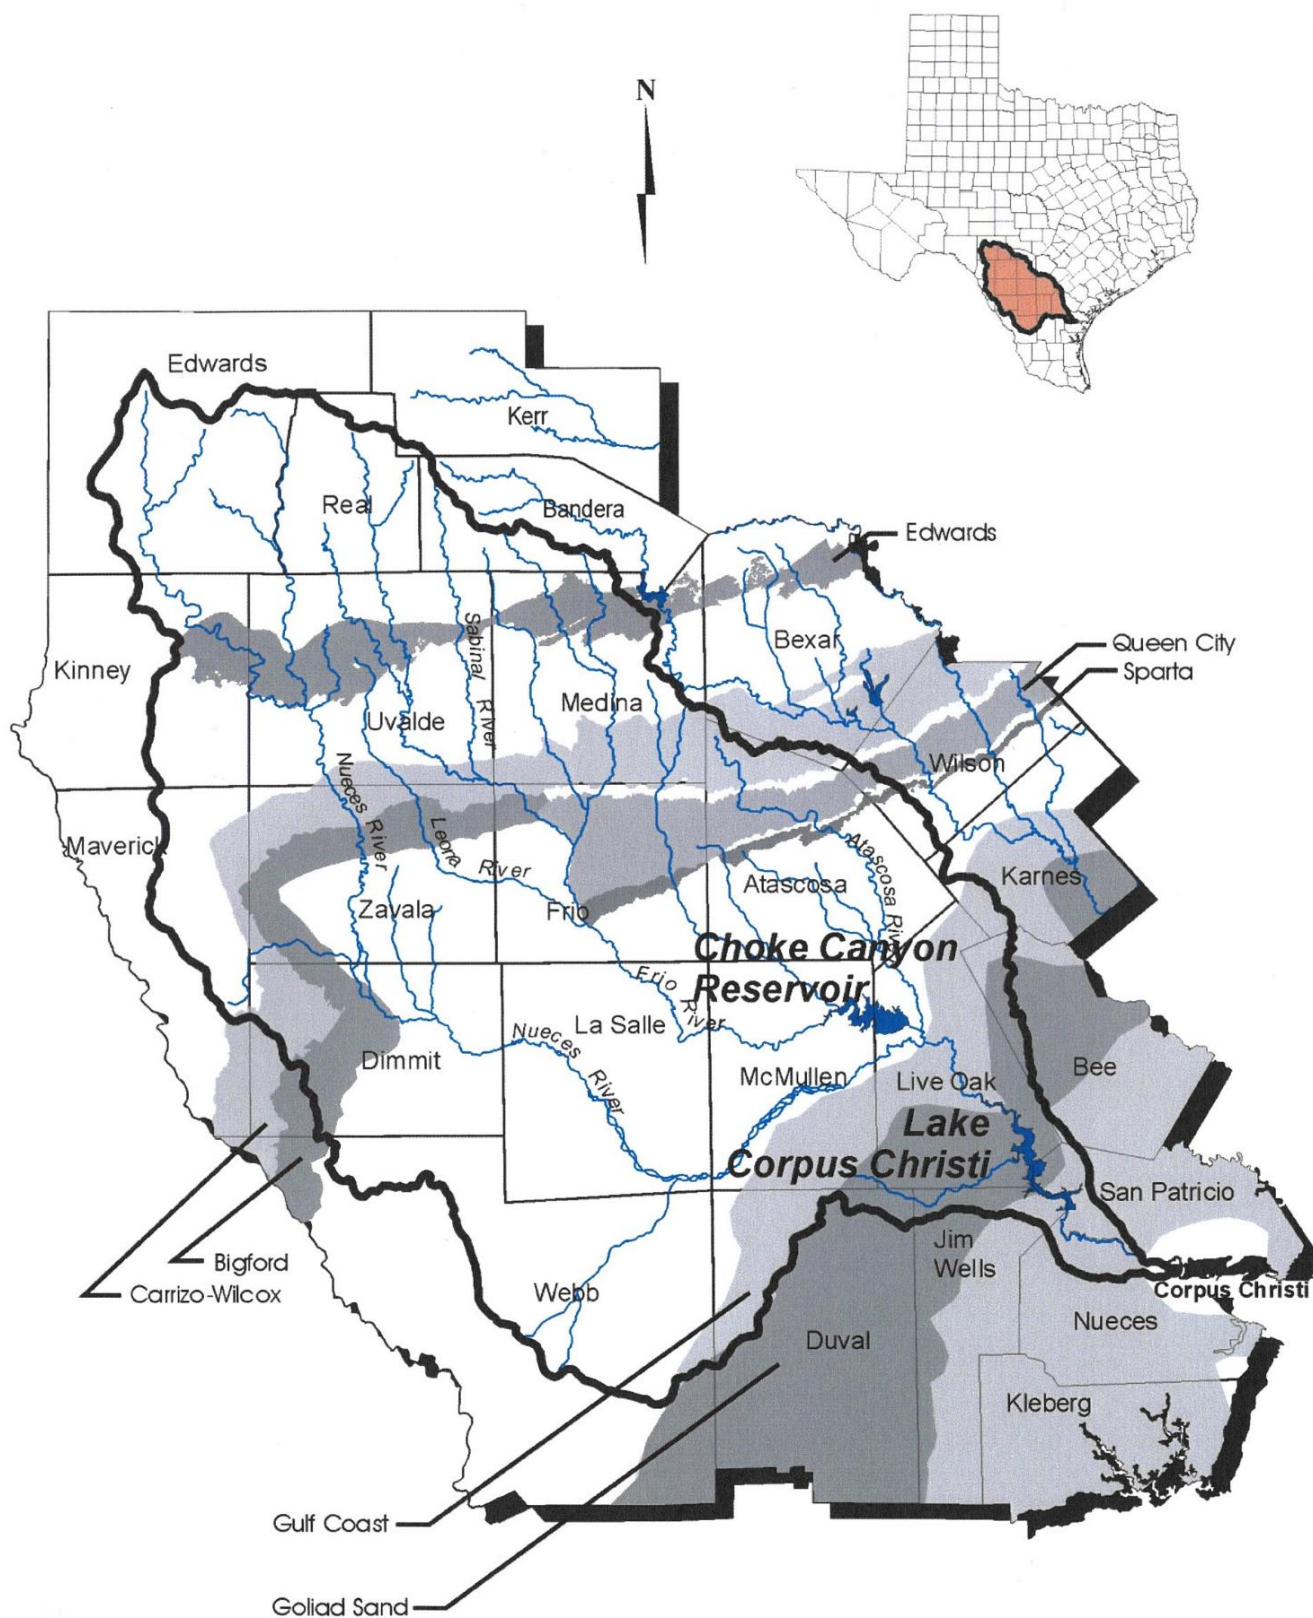 N
Edwards
Kerr
Real
Bandera
Edwards
Sabinal River
Bexar
Queen City
Sparta
Kinney
Medina
Uvalde
Wilson
Nueces River
Leora River
Maverick
Atascosa River
Karnes
Atascosa
Zavala
Frio
Choke Canyon
Reservoir
Frio River
La Salle
Nueces River
Dimmit
McMullen
Live Oak
Bee
Lake
Corpus Christi
San Patricio
Jim
Wells
Bigford
Carrizo-Wilcox
Webb
Corpus Christi
Nueces
Duval
Kleberg
Gulf Coast
Goliad Sand